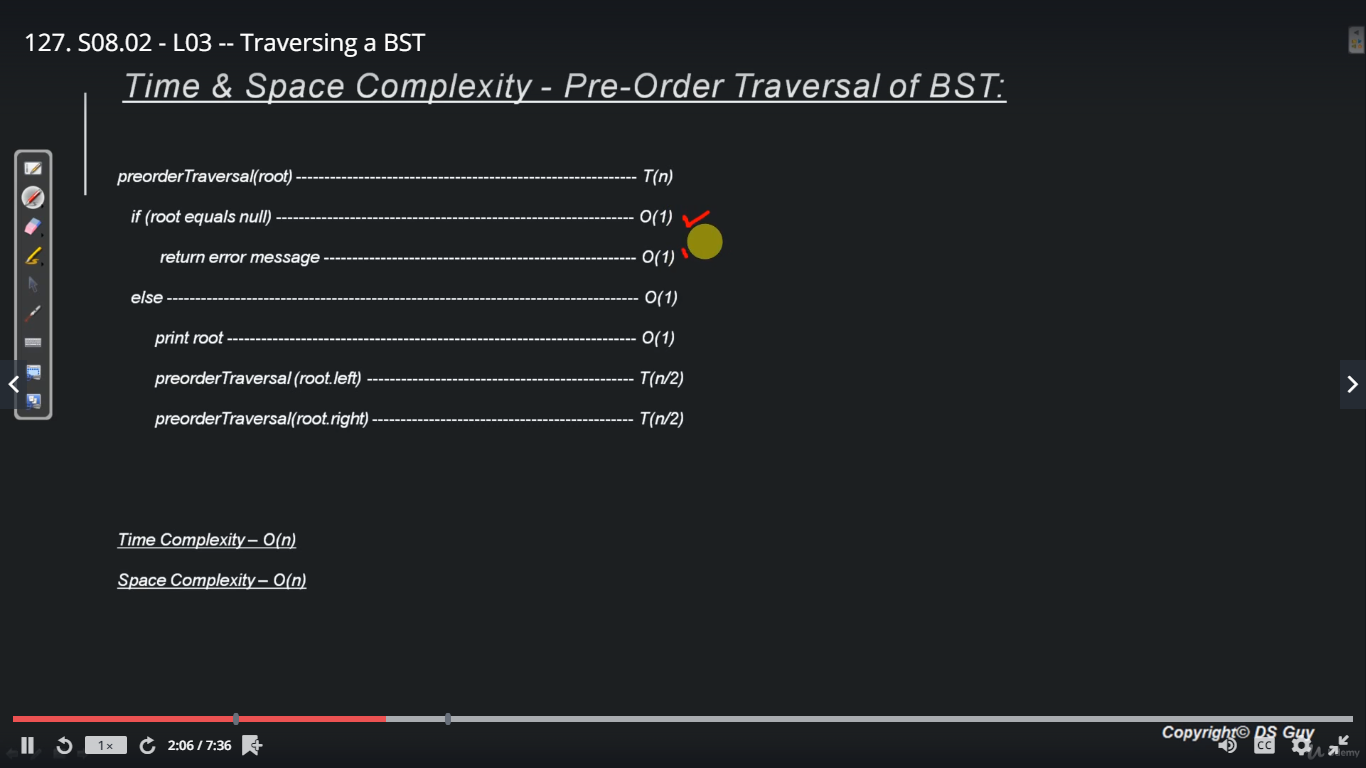 127. S08.02 - L03 -- Traversing a BST
Time & Space Complexity - Pre-Order Traversal of BST:
preorderTraversal(root) ------------------------------------------------------------- T(n)
if (root equals null) ---------------------------------------------------------------- O(1)
return error message -------------------------------------------------------- O(1)
else ------------------------------------------------------------------------------------- O(1)
print root ------------------------------------------------------------------------- O(1)
preorderTraversal (root.left) ------------------------------------------------ T(n/2)
preorderTraversal(root.right) ----------------------------------------------- T(n/2)
Time Complexity – O(n)
Space Complexity – O(n)
Copyright© DS Guy
1x
2:06 / 7:36
CC